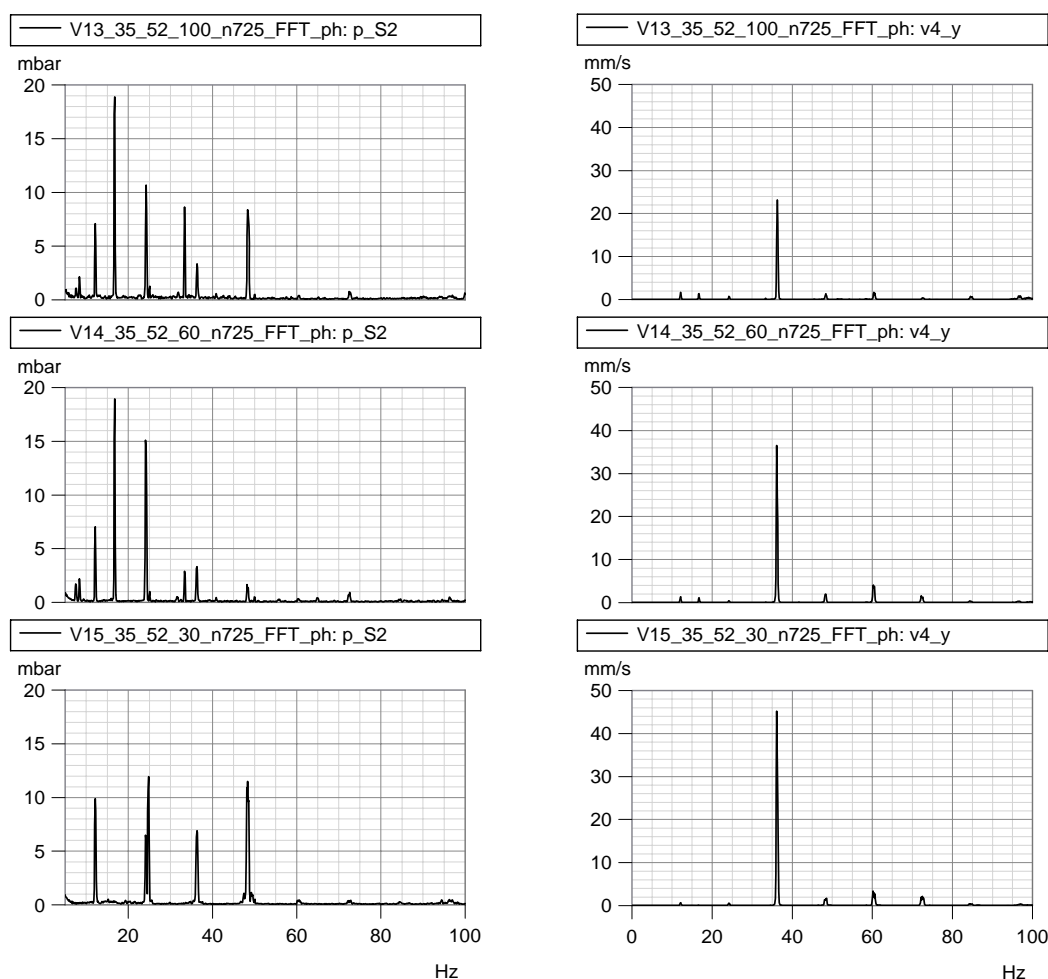 V13_35_52_100_n725_FFT_ph: p_S2
mbar
20
15
10
5
0
V14_35_52_60_n725_FFT_ph: p_S2
mbar
20
15
10
5
0
V15_35_52_30_n725_FFT_ph: p_S2
mbar
20
15
10
5
0
20 40 60 80 100
Hz
V13_35_52_100_n725_FFT_ph: v4_y
mm/s
50
40
30
20
10
0
V14_35_52_60_n725_FFT_ph: v4_y
mm/s
50
40
30
20
10
0
V15_35_52_30_n725_FFT_ph: v4_y
mm/s
50
40
30
20
10
0
0 20 40 60 80 100
Hz